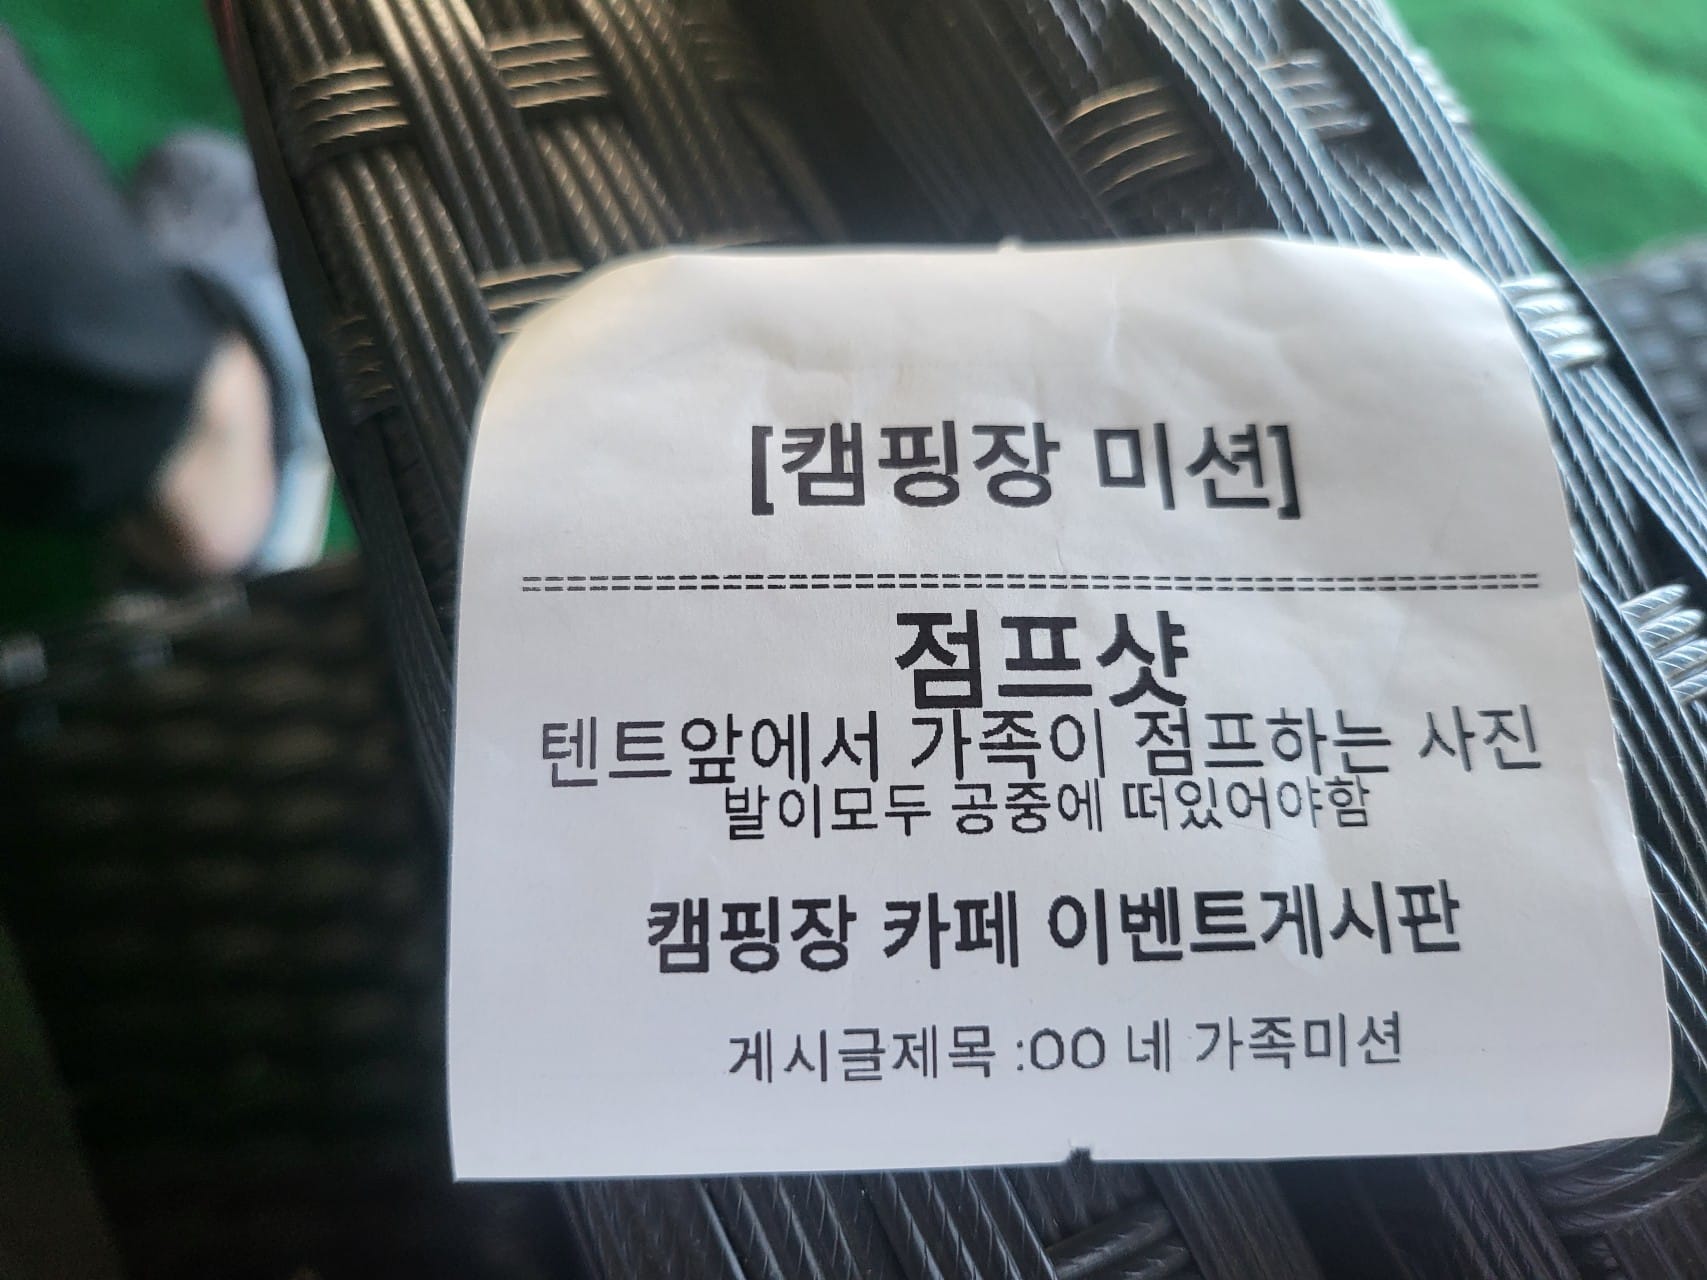 [캠핑장 미션]
======================================================
점프샷
텐트앞에서 가족이 점프하는 사진
발이모두 공중에 떠있어야함
캠핑장 카페 이벤트게시판
게시글제목 :OO 네 가족미션